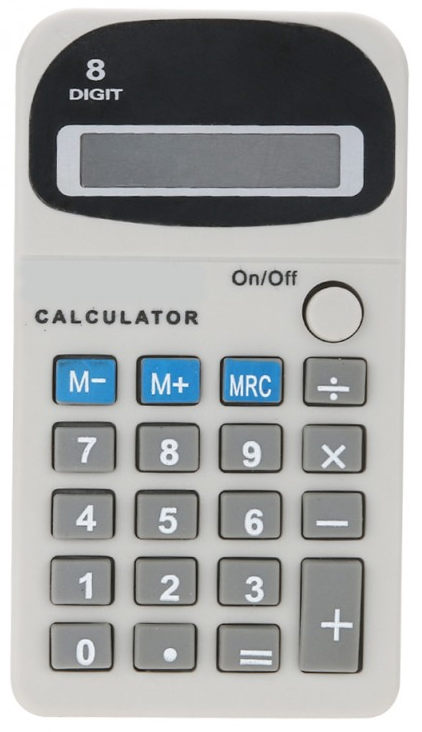 8
DIGIT
On/Off
CALCULATOR
M− M+ MRC ÷
7 8 9 ×
4 5 6 −
1 2 3
+
0 . =